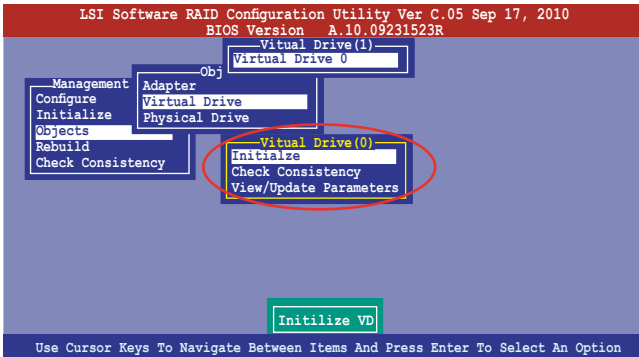 LSI Software RAID Configuration Utility Ver C.05 Sep 17, 2010
BIOS Version A.10.09231523R
Vitual Drive(1)
Virtual Drive 0
Obj
Adapter
Virtual Drive
Physical Drive
Management
Configure
Initialize
Objects
Rebuild
Check Consistency
Vitual Drive(0)
Initialze
Check Consistency
View/Update Parameters
Initilize VD
Use Cursor Keys To Navigate Between Items And Press Enter To Select An Option